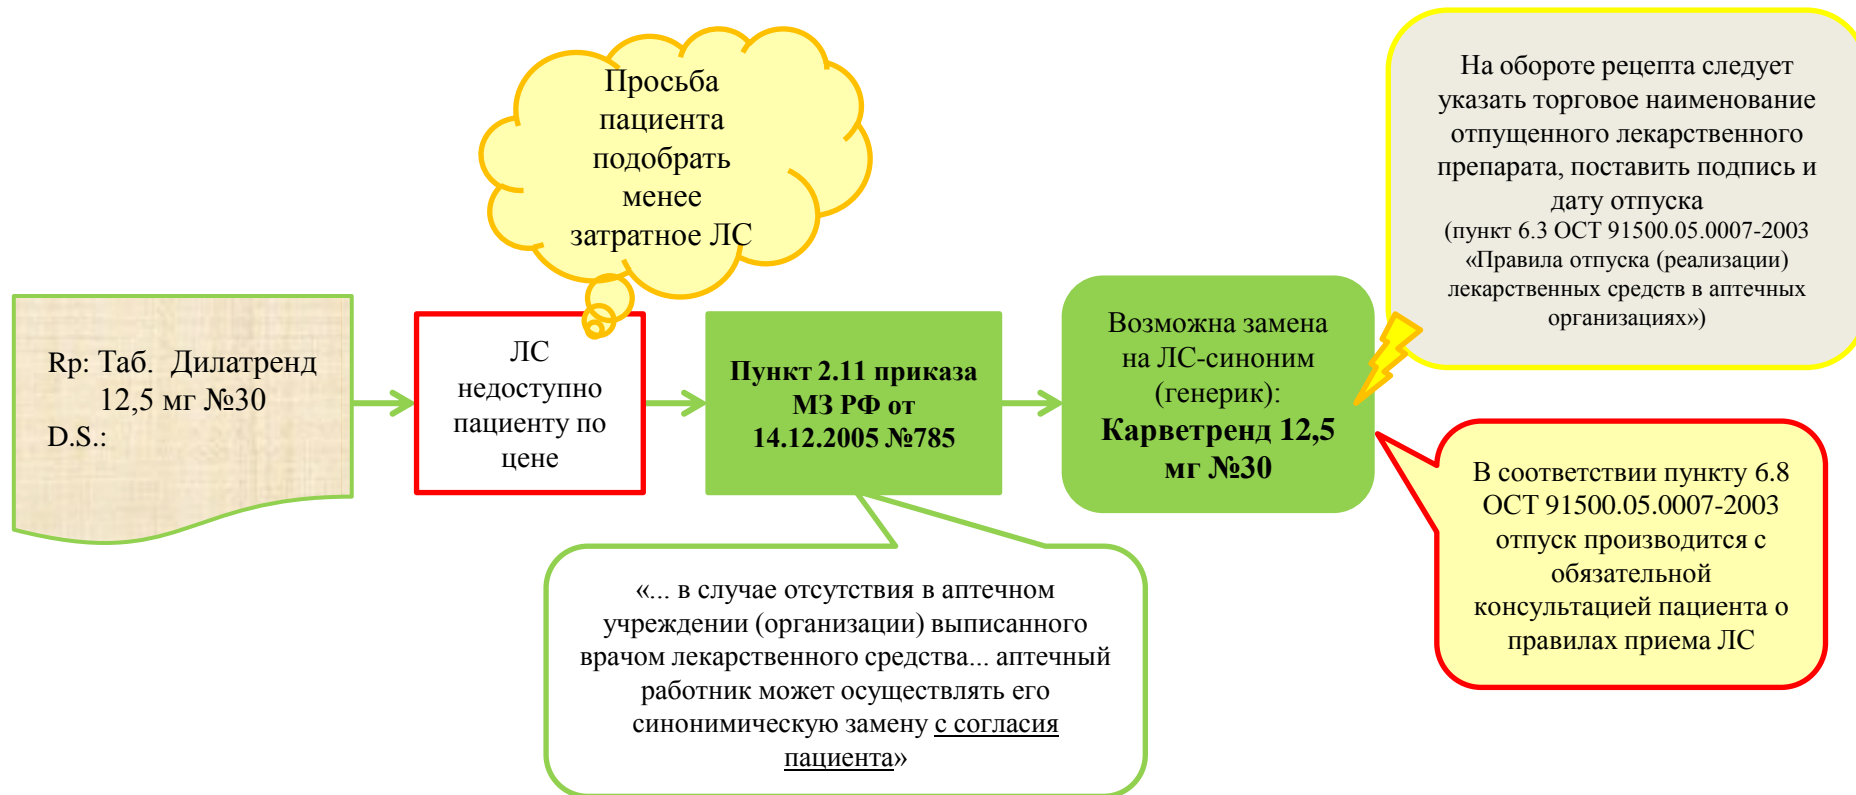 Просьба
пациента
подобрать
менее
затратное ЛС
На обороте рецепта следует
указать торговое наименование
отпущенного лекарственного
препарата, поставить подпись и
дату отпуска
(пункт 6.3 ОСТ 91500.05.0007-2003
«Правила отпуска (реализации)
лекарственных средств в аптечных
организациях»)
Rp: Таб. Дилатренд
12,5 мг №30
D.S.:
ЛС
недоступно
пациенту по
цене
Пункт 2.11 приказа
МЗ РФ от
14.12.2005 №785
Возможна замена
на ЛС-синоним
(генерик):
Карветренд 12,5
мг №30
В соответствии пункту 6.8
ОСТ 91500.05.0007-2003
отпуск производится с
обязательной
консультацией пациента о
правилах приема ЛС
«... в случае отсутствия в аптечном
учреждении (организации) выписанного
врачом лекарственного средства... аптечный
работник может осуществлять его
синонимическую замену с согласия
пациента»